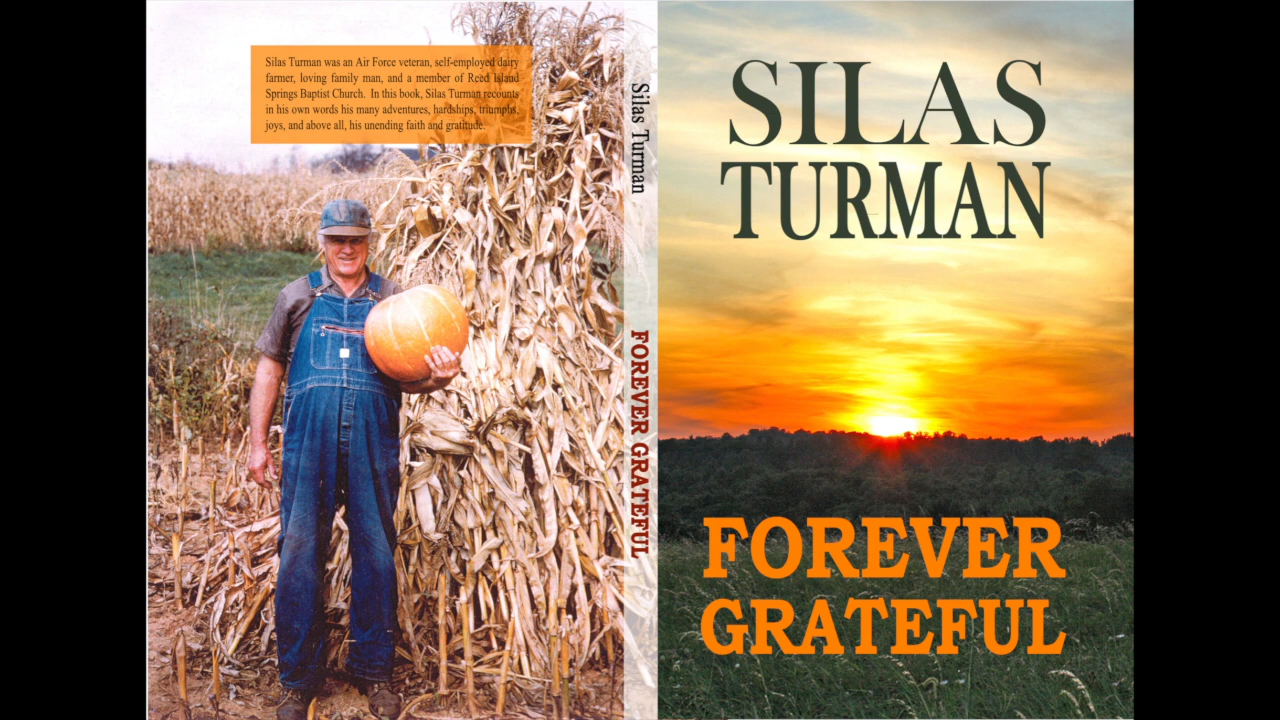 Silas Turman was an Air Force veteran, self-employed dairy
farmer, loving family man, and a member of Reed Island
Springs Baptist Church. In this book, Silas Turman recounts
in his own words his many adventures, hardships, triumphs,
joys, and above all, his unending faith and gratitude.
Silas Turman
FOREVER GRATEFUL
SILAS
TURMAN
FOREVER
GRATEFUL